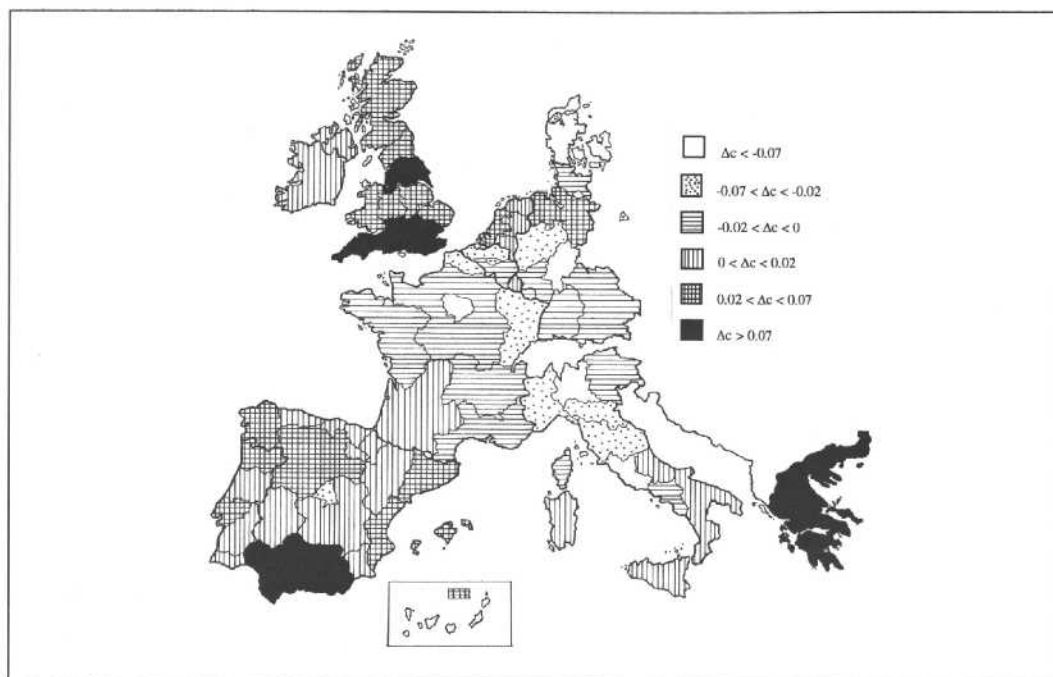 Δc < -0.07
-0.07 < Δc < -0.02
-0.02 < Δc < 0
0 < Δc < 0.02
0.02 < Δc < 0.07
Δc > 0.07